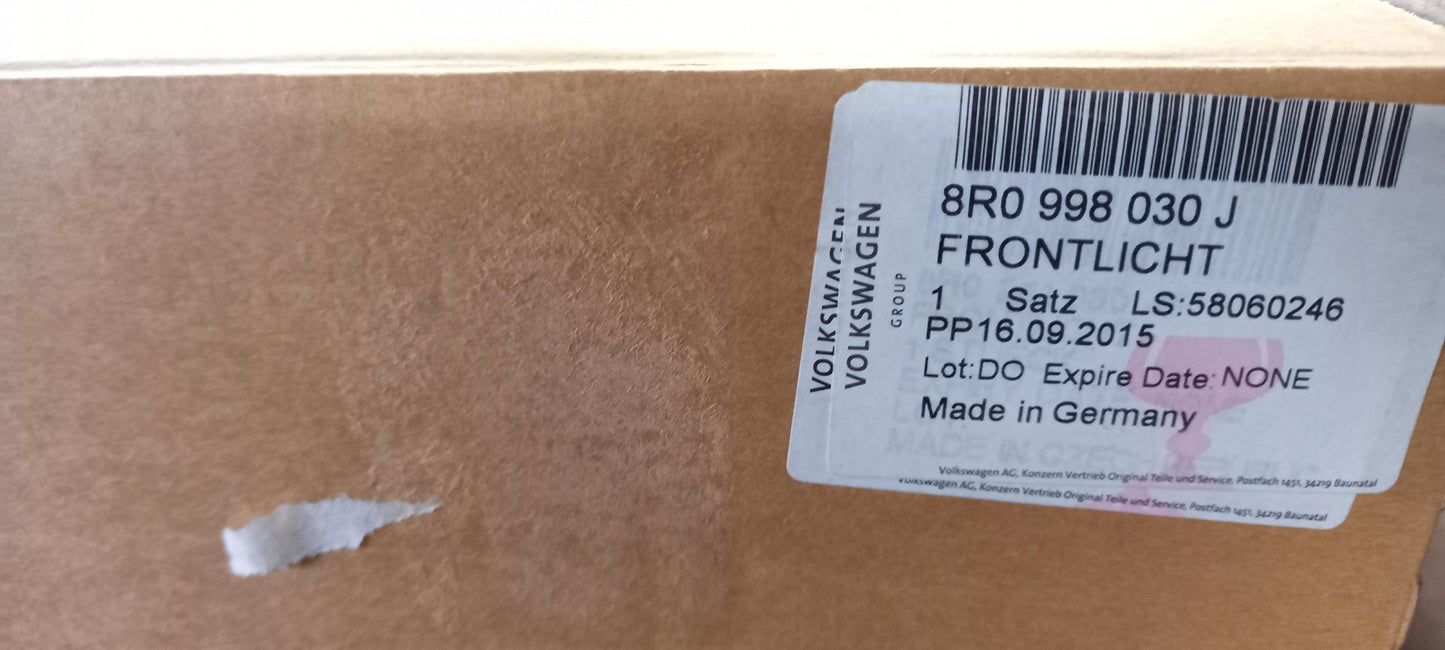 8R0 998 030 J
FRONTLICHT
1 Satz LS:58060246
PP16.09.2015
Lot:DO Expire Date: NONE
Made in Germany
Volkswagen AG, Konzern Vertrieb Original Teile und Service, Postfach 1451, 34219 Baunatal
Volkswagen AG, Konzern Vertrieb Original Teile und Service, Postfach 1451, 34219 Baunatal
VOLKSWAGEN
VOLKSWAGEN
GROUP